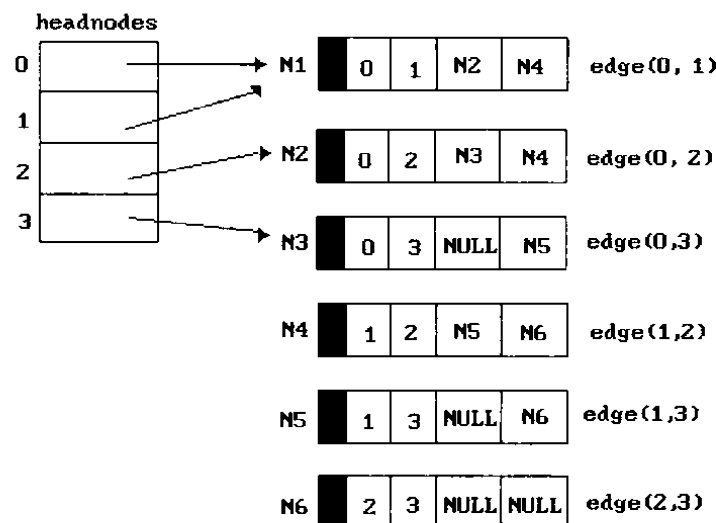 headnodes
0
1
2
3
N1 0 1 N2 N4 edge(0, 1)
N2 0 2 N3 N4 edge(0, 2)
N3 0 3 NULL N5 edge(0,3)
N4 1 2 N5 N6 edge(1,2)
N5 1 3 NULL N6 edge(1,3)
N6 2 3 NULL NULL edge(2,3)